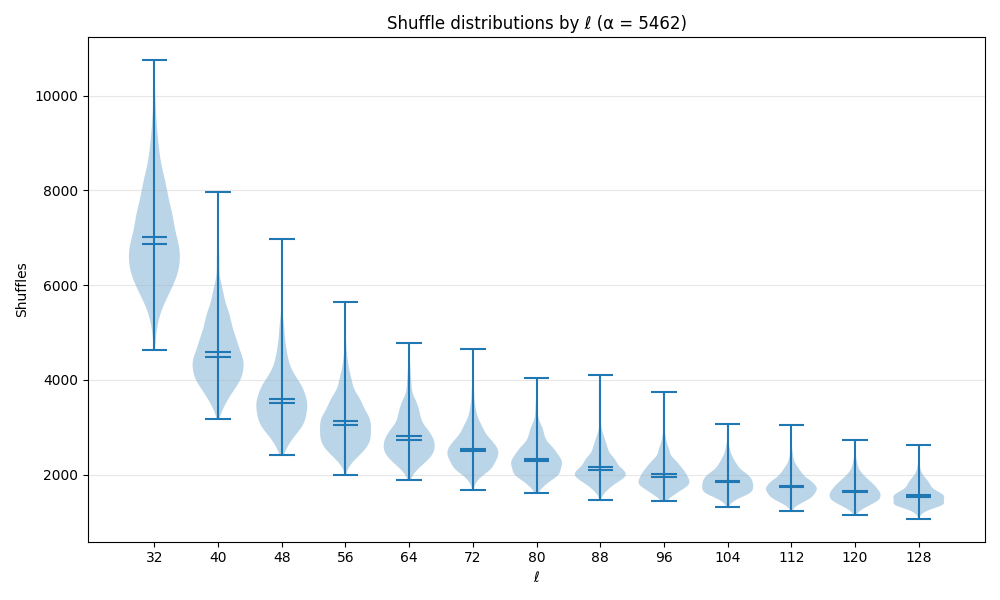 Shuffle distributions by ℓ (α = 5462)
10000
8000
6000
4000
2000
Shuffles
32 40 48 56 64 72 80 88 96 104 112 120 128
ℓ